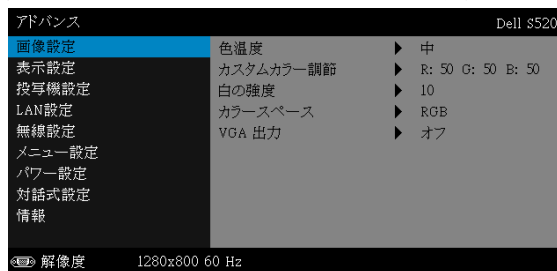 アドバンス Dell S520
画像設定 色温度 中
表示設定 カスタムカラー調節 R: 50 G: 50 B: 50
投写機設定 白の強度 10
LAN設定 カラースペース RGB
無線設定 VGA 出力 オフ
メニュー設定
パワー設定
対話式設定
情報
解像度 1280x800 60 Hz